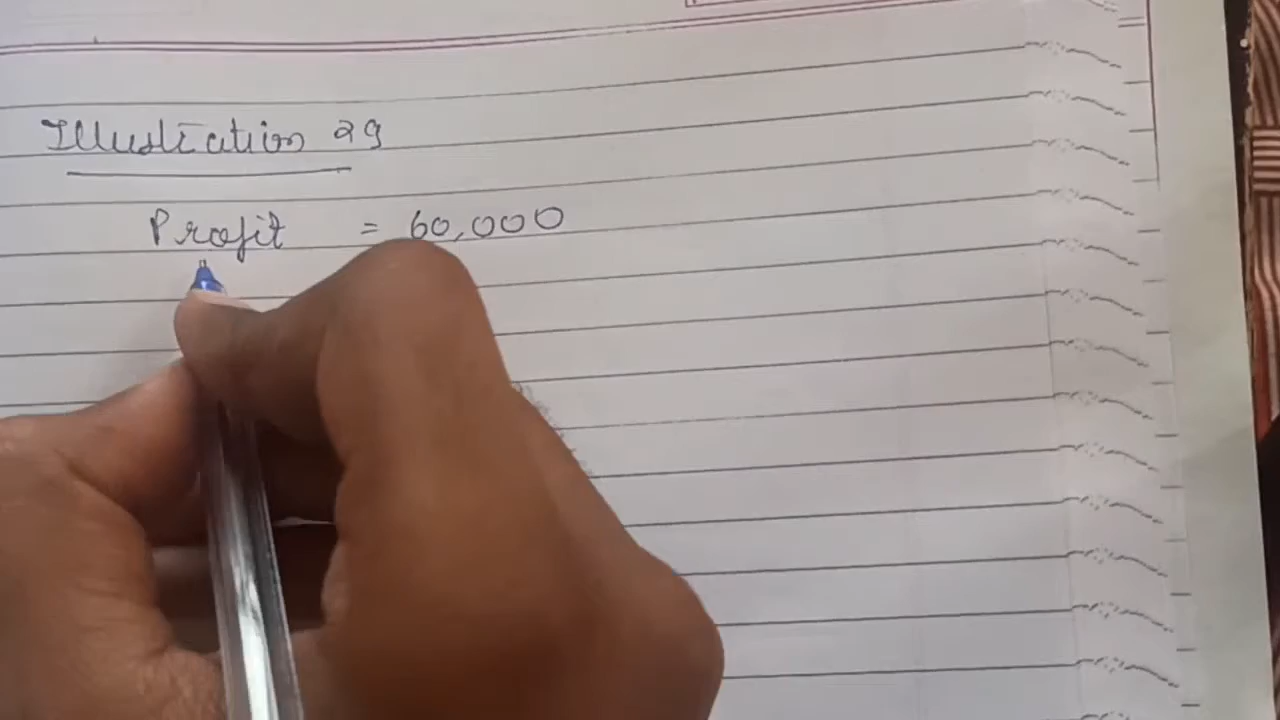 Illustration 29
Profit = 60,000